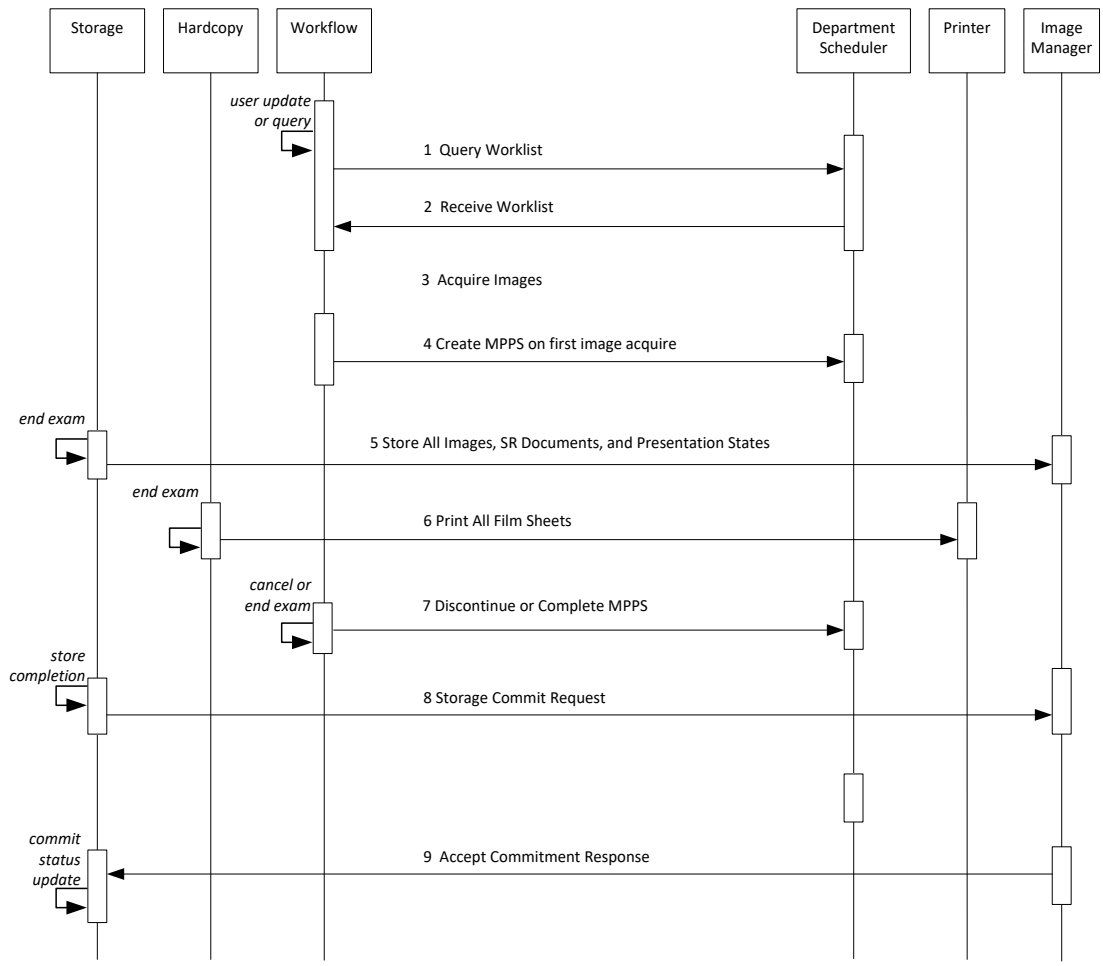 Storage
Hardcopy
Workflow
Department
Scheduler
Printer
Image
Manager
user update
or query
1 Query Worklist
2 Receive Worklist
3 Acquire Images
4 Create MPPS on first image acquire
end exam
5 Store All Images, SR Documents, and Presentation States
end exam
6 Print All Film Sheets
cancel or
end exam
7 Discontinue or Complete MPPS
store
completion
8 Storage Commit Request
commit
status
update
9 Accept Commitment Response